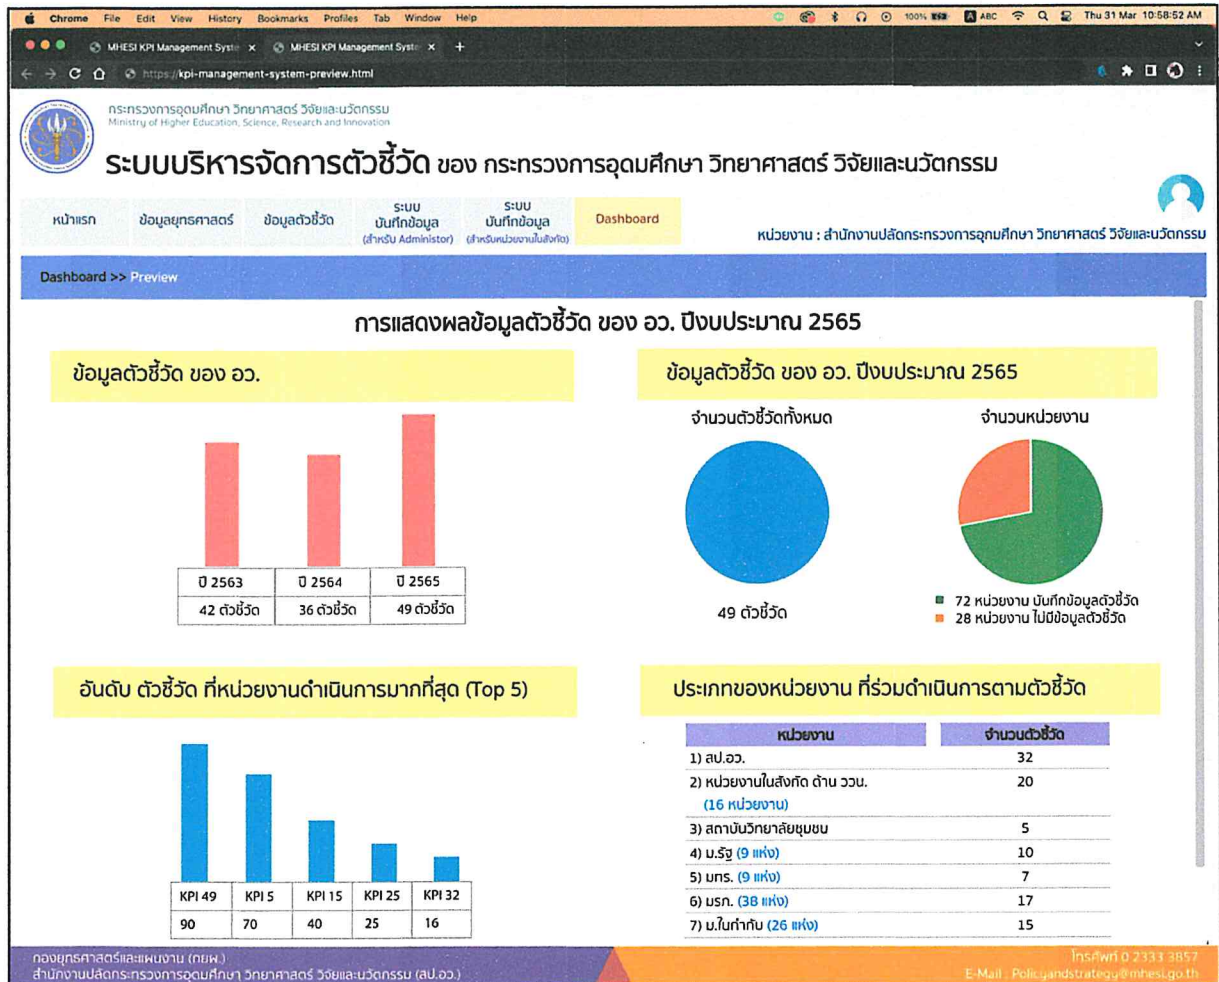 Chrome File Edit View History Bookmarks Profiles Tab Window Help 100% ABC Thu 31 Mar 10:58:52 AM
MHESI KPI Management Syste × MHESI KPI Management Syste × +
https://kpi-management-system-preview.html
กระทรวงการอุดมศึกษา วิทยาศาสตร์ วิจัยและนวัตกรรม
Ministry of Higher Education, Science, Research and Innovation
ระบบบริหารจัดการตัวชี้วัด ของ กระทรวงการอุดมศึกษา วิทยาศาสตร์ วิจัยและนวัตกรรม
หน้าแรก
ข้อมูลยุทธศาสตร์
ข้อมูลตัวชี้วัด
ระบบ
บันทึกข้อมูล
(สำหรับ Administor)
ระบบ
บันทึกข้อมูล
(สำหรับหน่วยงานในสังกัด)
Dashboard
หน่วยงาน : สำนักงานปลัดกระทรวงการอุกมศึกษา วิทยาศาสตร์ วิจัยและนวัตกรรม
Dashboard >> Preview
การแสดงผลข้อมูลตัวชี้วัด ของ อว. ปีงบประมาณ 2565
ข้อมูลตัวชี้วัด ของ อว.
ปี 2563 ปี 2564 ปี 2565
42 ตัวชี้วัด 36 ตัวชี้วัด 49 ตัวชี้วัด
ข้อมูลตัวชี้วัด ของ อว. ปีงบประมาณ 2565
จำนวนตัวชี้วัดทั้งหมด
49 ตัวชี้วัด
จำนวนหน่วยงาน
72 หน่วยงาน บันทึกข้อมูลตัวชี้วัด
28 หน่วยงาน ไม่มีข้อมูลตัวชี้วัด
อันดับ ตัวชี้วัด ที่หน่วยงานดำเนินการมากที่สุด (Top 5)
KPI 49 KPI 5 KPI 15 KPI 25 KPI 32
90 70 40 25 16
ประเภทของหน่วยงาน ที่ร่วมดำเนินการตามตัวชี้วัด
หน่วยงาน จำนวนตัวชี้วัด
1) สป.อว. 32
2) หน่วยงานในสังกัด ด้าน ววน. 20
(16 หน่วยงาน)
3) สถาบันวิทยาลัยชุมชน 5
4) ม.รัฐ (9 แห่ง) 10
5) มทร. (9 แห่ง) 7
6) มรภ. (38 แห่ง) 17
7) ม.ในกำกับ (26 แห่ง) 15
กองยุทธศาสตร์และแผนงาน (กยผ.)
สำนักงานปลัดกระทรวงการอุดมศึกษา วิทยาศาสตร์ วิจัยและนวัตกรรม (สป.อว.)
โทรศัพท์ 0 2333 3857
E-Mail : Policyandstrategy@mhesi.go.th